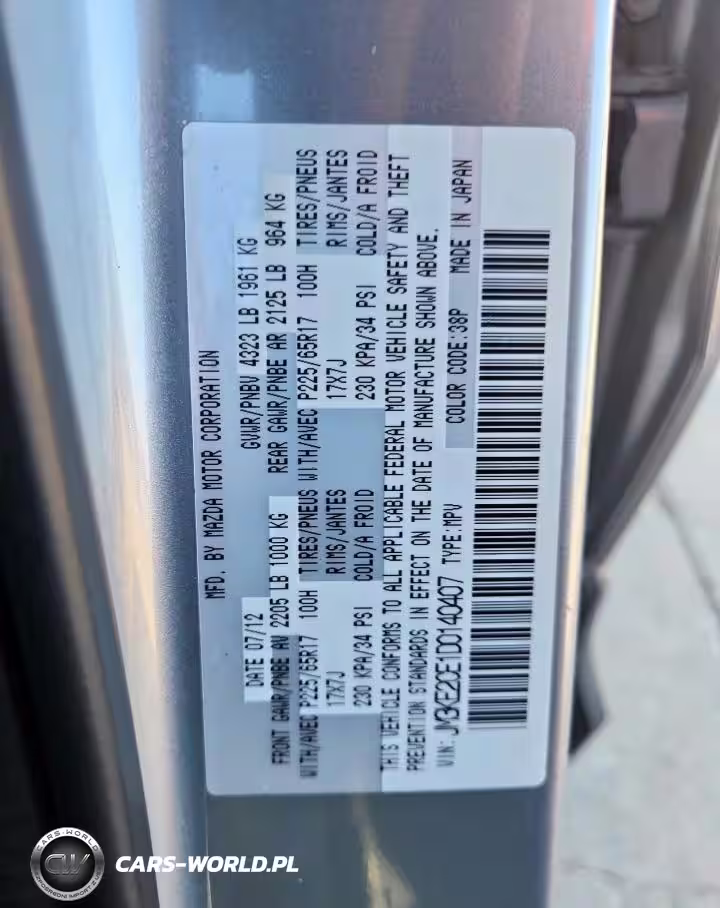 MFD. BY MAZDA MOTOR CORPORATION
DATE 07/12 GVWR/PNBV 4323 LB 1961 KG
FRONT GAWR/PNBE AV 2205 LB 1000 KG REAR GAWR/PNBE AR 2125 LB 964 KG
WITH/AVEC P225/65R17 100H TIRES/PNEUS WITH/AVEC P225/65R17 100H TIRES/PNEUS
17X7J RIMS/JANTES 17X7J RIMS/JANTES
230 KPA/34 PSI COLD/A FROID 230 KPA/34 PSI COLD/A FROID
THIS VEHICLE CONFORMS TO ALL APPLICABLE FEDERAL MOTOR VEHICLE SAFETY AND THEFT
PREVENTION STANDARDS IN EFFECT ON THE DATE OF MANUFACTURE SHOWN ABOVE.
VIN: JM3KE2CE1D0140407 TYPE:MPV COLOR CODE:38P MADE IN JAPAN
CARS-WORLD
CW
CARS-WORLD.PL